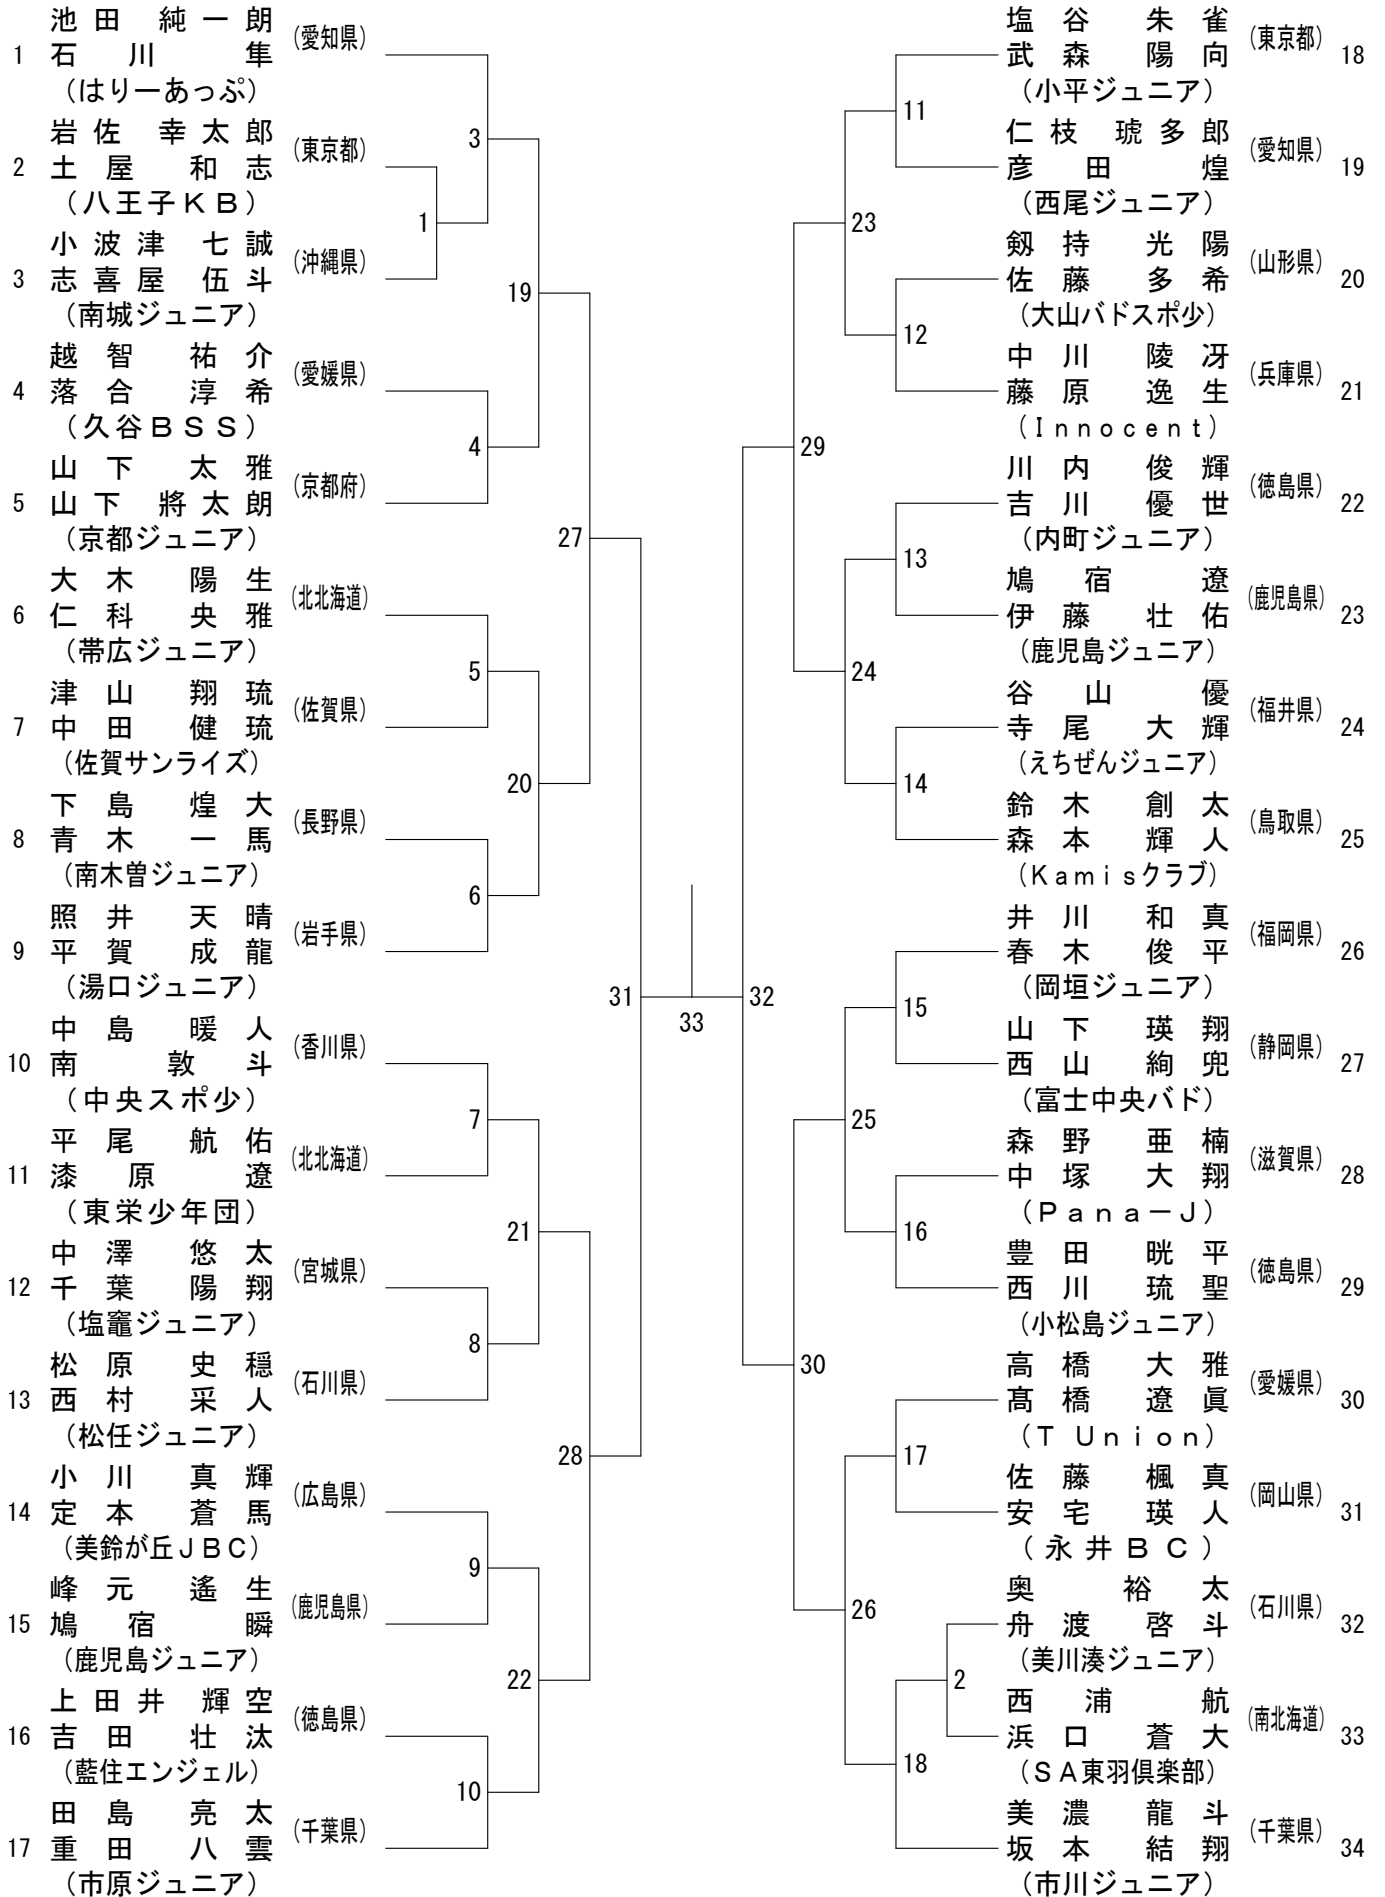 池田 純一朗
(愛知県)
1 石川 隼
(はりーあっぷ)
岩佐 幸太郎
(東京都)
2 土屋 和志
(八王子ＫＢ)
小波津 七誠
(沖縄県)
3 志喜屋 伍斗
(南城ジュニア)
越智 祐介
(愛媛県)
4 落合 淳希
(久谷ＢＳＳ)
山下 太雅
(京都府)
5 山下 將太朗
(京都ジュニア)
大木 陽生
(北北海道)
6 仁科 央雅
(帯広ジュニア)
津山 翔琉
(佐賀県)
7 中田 健琉
(佐賀サンライズ)
下島 煌大
(長野県)
8 青木 一馬
(南木曽ジュニア)
照井 天晴
(岩手県)
9 平賀 成龍
(湯口ジュニア)
中島 暖人
(香川県)
10 南 敦斗
(中央スポ少)
平尾 航佑
(北北海道)
11 漆原 遼
(東栄少年団)
中澤 悠太
(宮城県)
12 千葉 陽翔
(塩竈ジュニア)
松原 史穏
(石川県)
13 西村 采人
(松任ジュニア)
小川 真輝
(広島県)
14 定本 蒼馬
(美鈴が丘ＪＢＣ)
峰元 遙生
(鹿児島県)
15 鳩宿 瞬
(鹿児島ジュニア)
上田井 輝空
(徳島県)
16 吉田 壮汰
(藍住エンジェル)
田島 亮太
(千葉県)
17 重田 八雲
(市原ジュニア)
1
3
4
5
6
7
8
9
10
19
20
21
22
27
28
31
33
32
29
30
23
24
25
26
11
12
13
14
15
16
17
2
18
塩谷 朱雀
(東京都)
武森 陽向 18
(小平ジュニア)
仁枝 琥多郎
(愛知県)
彦田 煌 19
(西尾ジュニア)
剱持 光陽
(山形県)
佐藤 多希 20
(大山バドスポ少)
中川 陵冴
(兵庫県)
藤原 逸生 21
(Ｉｎｎｏｃｅｎｔ)
川内 俊輝
(徳島県)
吉川 優世 22
(内町ジュニア)
鳩宿 遼
(鹿児島県)
伊藤 壮佑 23
(鹿児島ジュニア)
谷山 優
(福井県)
寺尾 大輝 24
(えちぜんジュニア)
鈴木 創太
(鳥取県)
森本 輝人 25
(Ｋａｍｉｓクラブ)
井川 和真
(福岡県)
春木 俊平 26
(岡垣ジュニア)
山下 瑛翔
(静岡県)
西山 絢兜 27
(富士中央バド)
森野 亜楠
(滋賀県)
中塚 大翔 28
(Ｐａｎａ－Ｊ)
豊田 晄平
(徳島県)
西川 琉聖 29
(小松島ジュニア)
高橋 大雅
(愛媛県)
髙橋 遼眞 30
(Ｔ Ｕｎｉｏｎ)
佐藤 楓真
(岡山県)
安宅 瑛人 31
(永井ＢＣ)
奥 裕太
(石川県)
舟渡 啓斗 32
(美川湊ジュニア)
西浦 航
(南北海道)
浜口 蒼大 33
(ＳＡ東羽倶楽部)
美濃 龍斗
(千葉県)
坂本 結翔 34
(市川ジュニア)